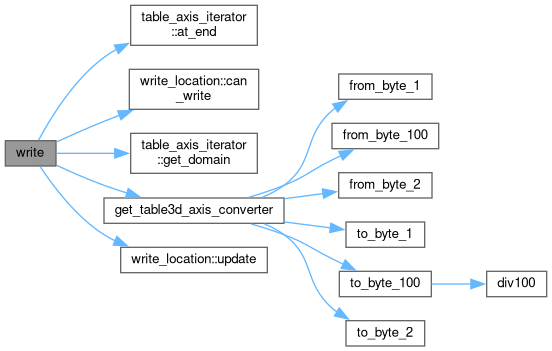 write
table_axis_iterator
::at_end
write_location::can
_write
table_axis_iterator
::get_domain
get_table3d_axis_converter
write_location::update
from_byte_1
from_byte_100
from_byte_2
to_byte_1
to_byte_100
to_byte_2
div100